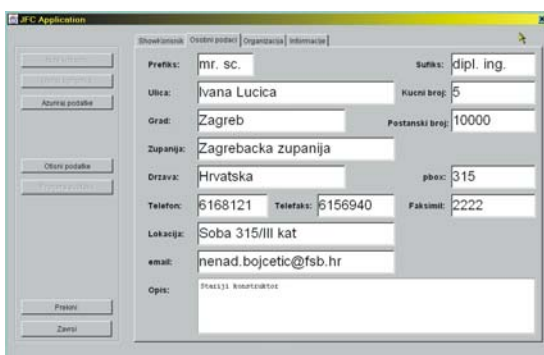 JFC Application
ShowKorisnik Osobni podaci Organizacija Informacije
Prefiks: mr. sc. Sufiks: dipl. ing.
Azuriraj podatke
Ulica: Ivana Lucica Kucni broj: 5
Grad: Zagreb Postanski broj: 10000
Zupanija: Zagrebacka zupanija
Otisni podatke
Drzava: Hrvatska pbox: 315
Telefon: 6168121 Telefaks: 6156940 Faksimil: 2222
Lokacija: Soba 315/III kat
email: nenad.bojcetic@fsb.hr
Opis: Stariji konstruktor
Prekini
Zavrsi